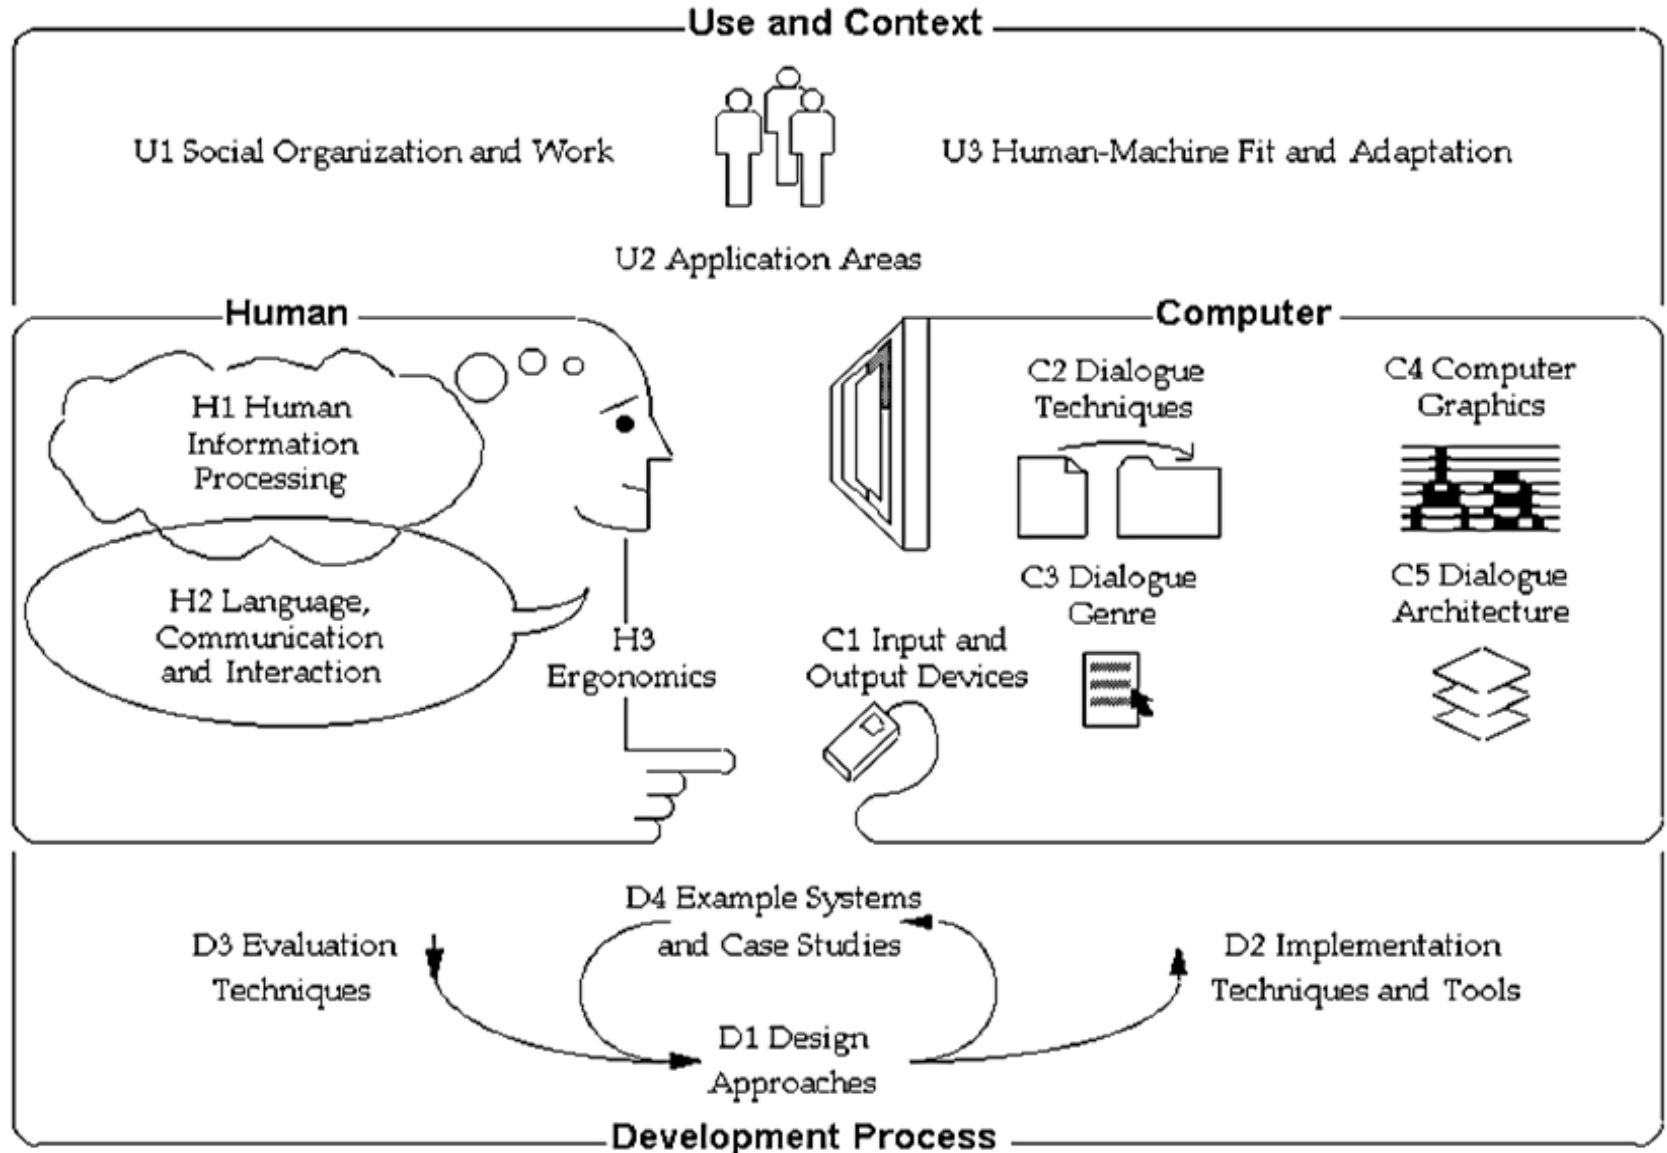 Use and Context
U1 Social Organization and Work
U3 Human-Machine Fit and Adaptation
U2 Application Areas
Human
H1 Human
Information
Processing
H2 Language,
Communication
and Interaction
H3
Ergonomics
Computer
C1 Input and
Output Devices
C2 Dialogue
Techniques
C3 Dialogue
Genre
C4 Computer
Graphics
C5 Dialogue
Architecture
D3 Evaluation
Techniques
D4 Example Systems
and Case Studies
D1 Design
Approaches
D2 Implementation
Techniques and Tools
Development Process